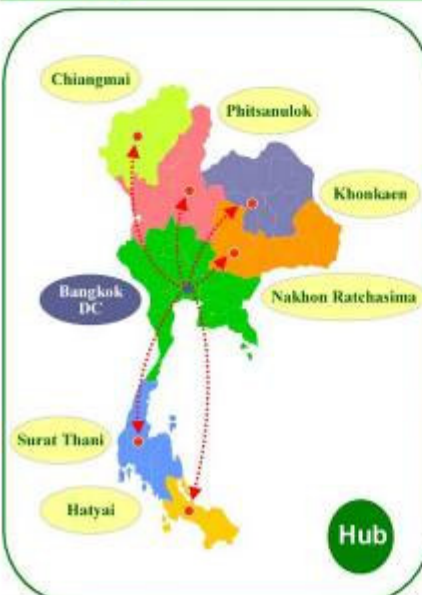 Chiangmai
Phitsanulok
Khonkaen
Bangkok
DC
Nakhon Ratchasima
Surat Thani
Hatyai
Hub